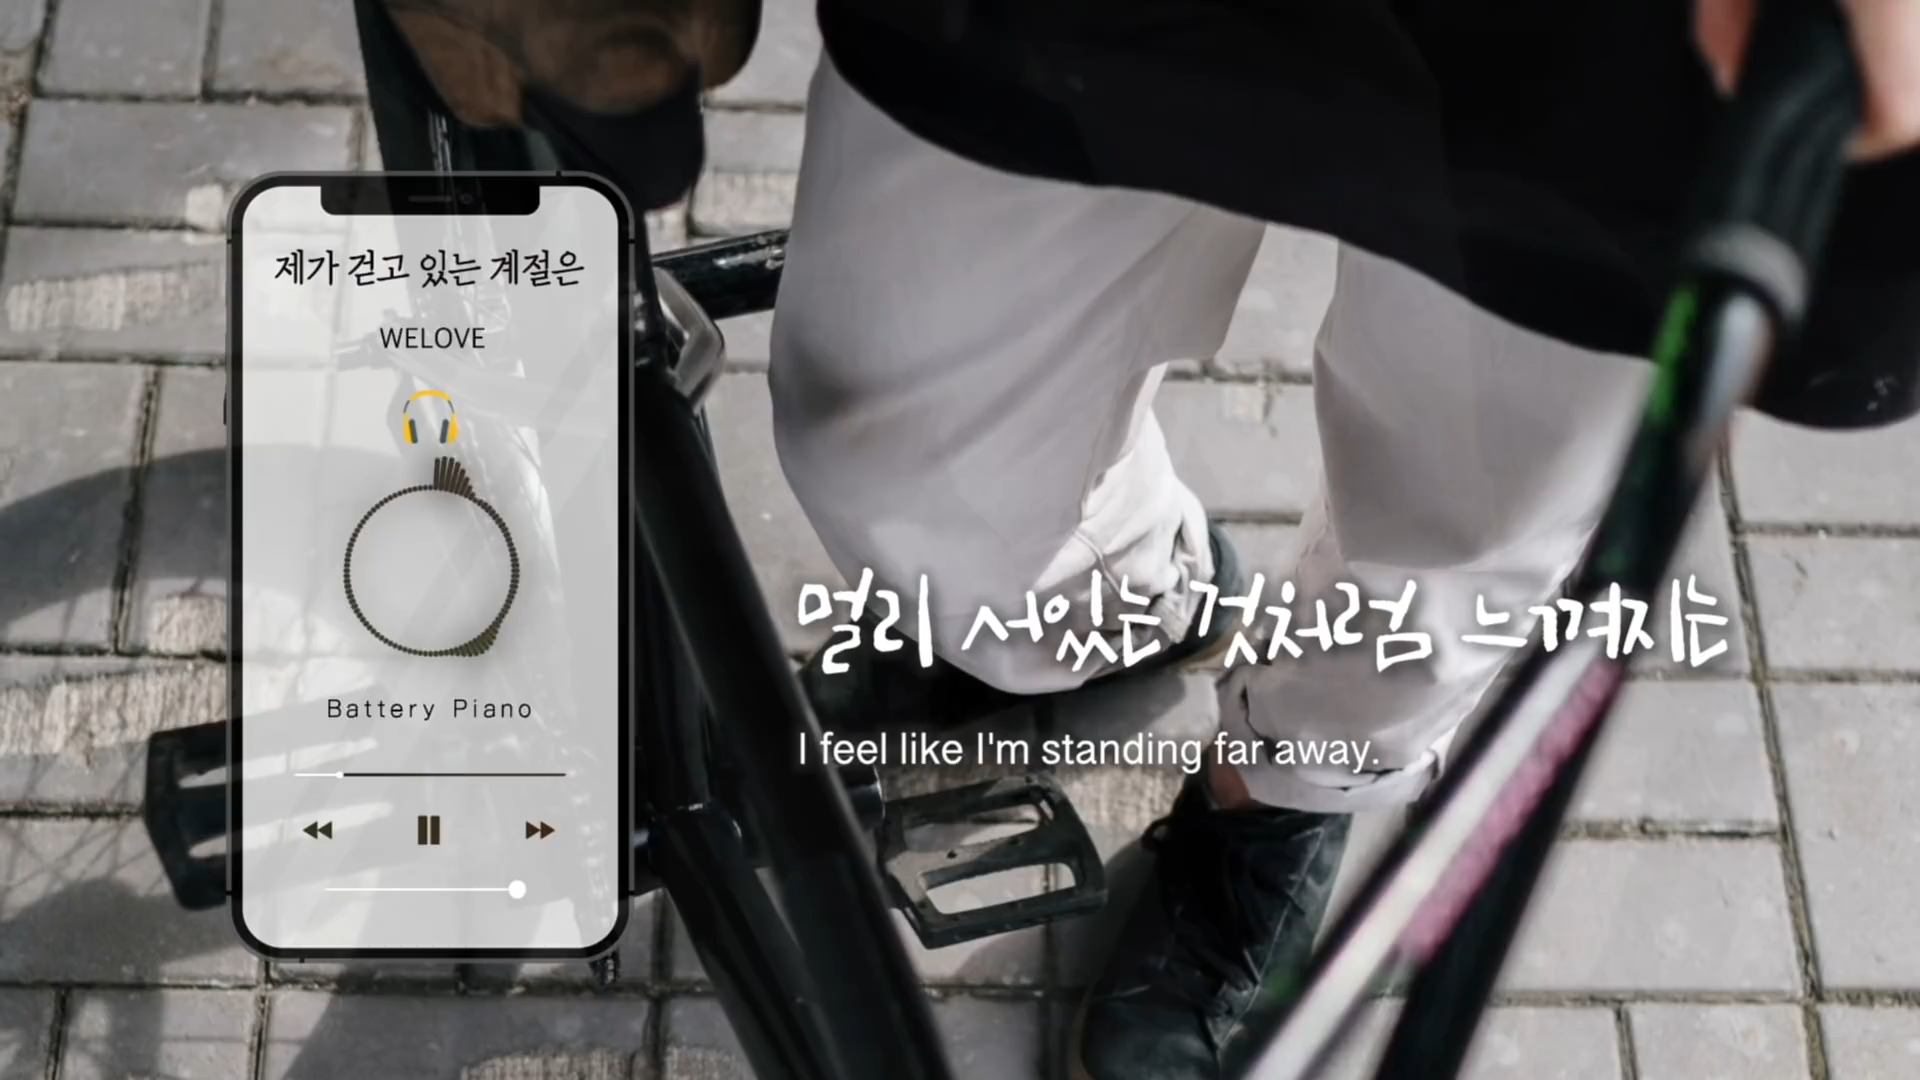 제가 걷고 있는 계절은
WELOVE
Battery Piano
멀리 서있는 것처럼 느껴지는
I feel like I'm standing far away.